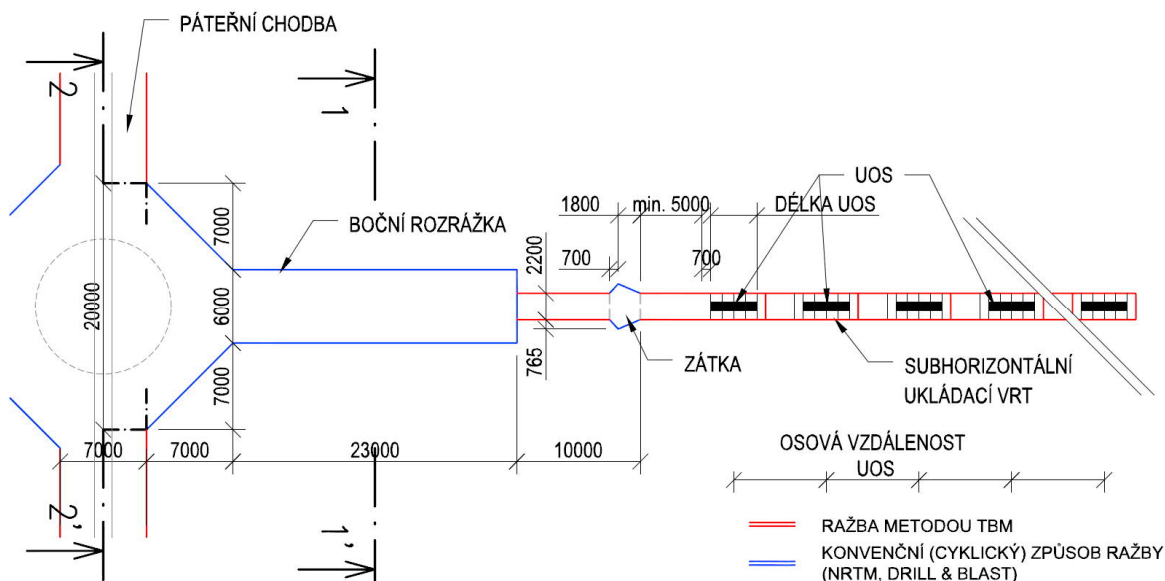 PÁTEŘNÍ CHODBA
2
1
BOČNÍ ROZRÁŽKA
UOS
1800
min. 5000
DÉLKA UOS
700
2200
700
7000
20000
6000
7000
765
ZÁTKA
SUBHORIZONTÁLNÍ
UKLÁDACÍ VRT
7000
7000
23000
10000
OSOVÁ VZDÁLENOST
UOS
2'
1'
RAŽBA METODOU TBM
KONVENČNÍ (CYKLICKÝ) ZPŮSOB RAŽBY
(NRTM, DRILL & BLAST)